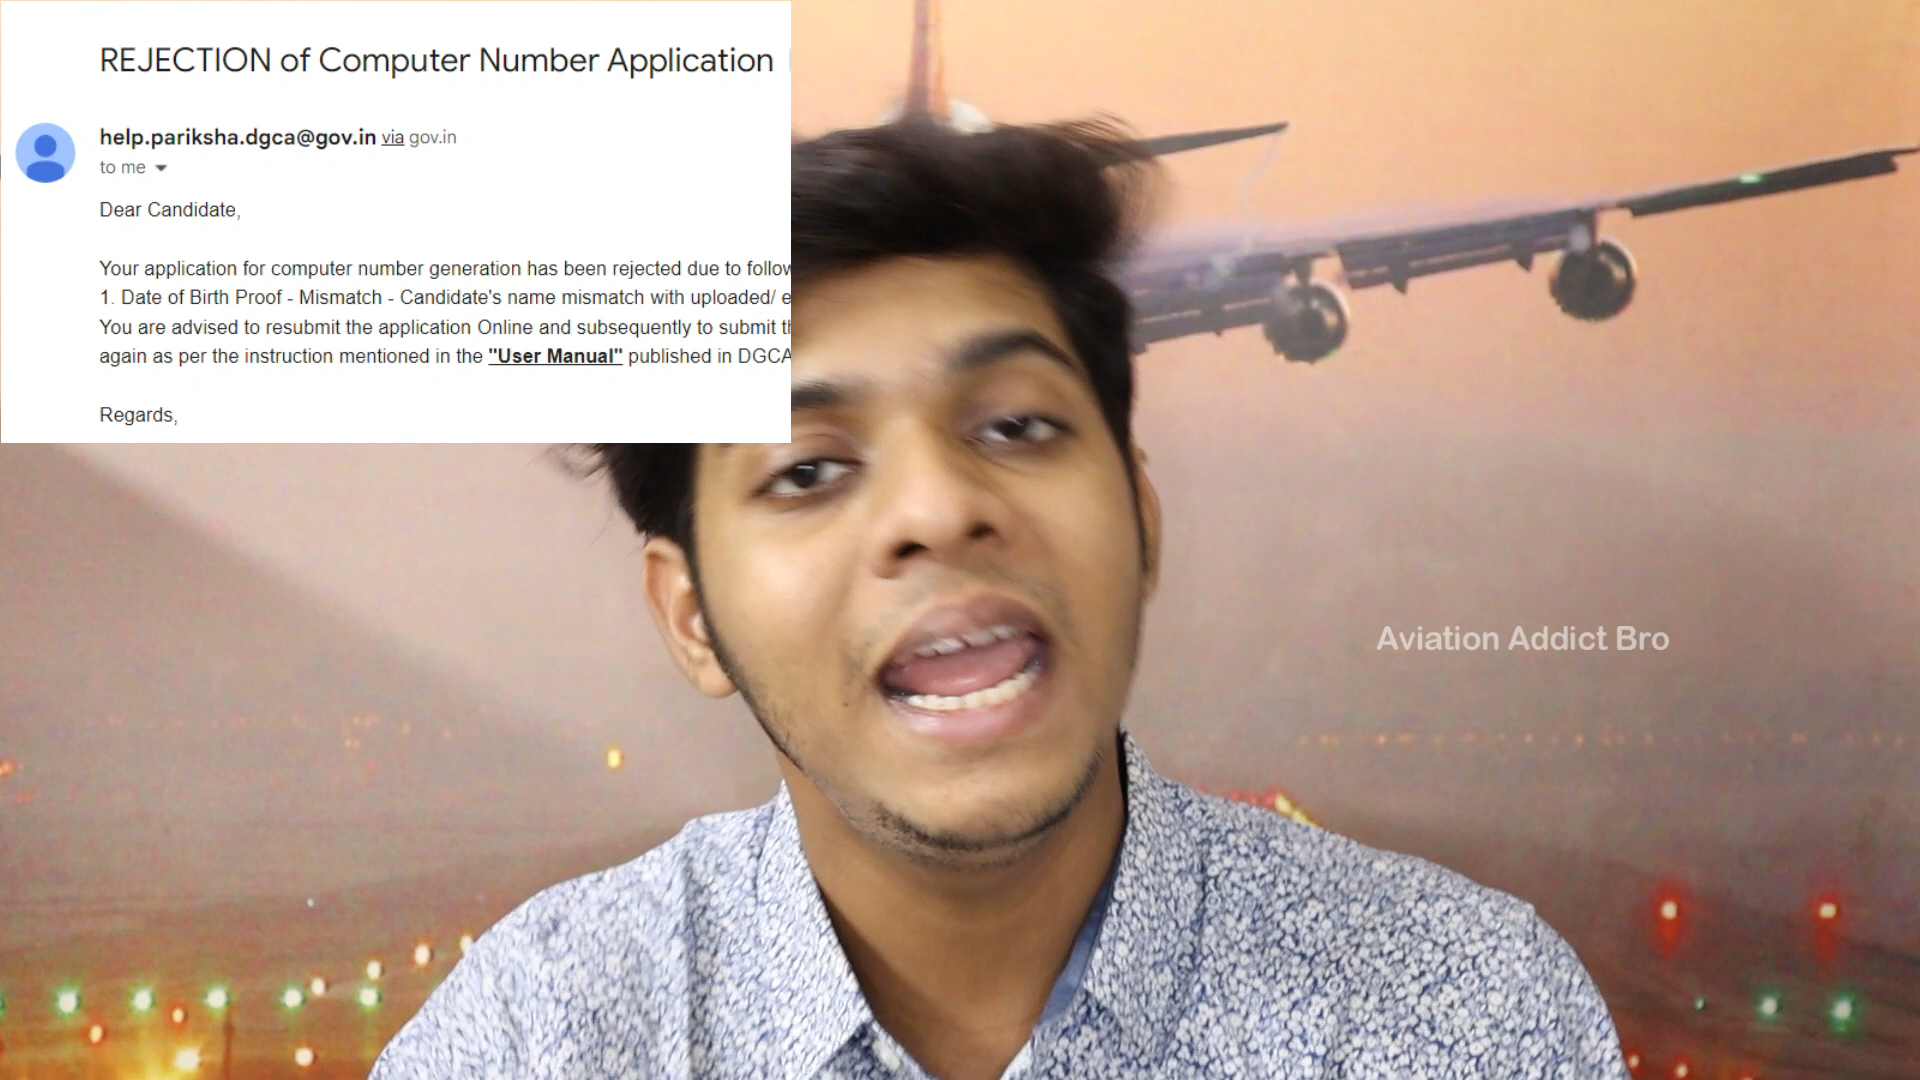 REJECTION of Computer Number Application
help.pariksha.dgca@gov.in via gov.in
to me
Dear Candidate,
Your application for computer number generation has been rejected due to follow
1. Date of Birth Proof - Mismatch - Candidate's name mismatch with uploaded/ e
You are advised to resubmit the application Online and subsequently to submit th
again as per the instruction mentioned in the "User Manual" published in DGCA
Regards,
Aviation Addict Bro